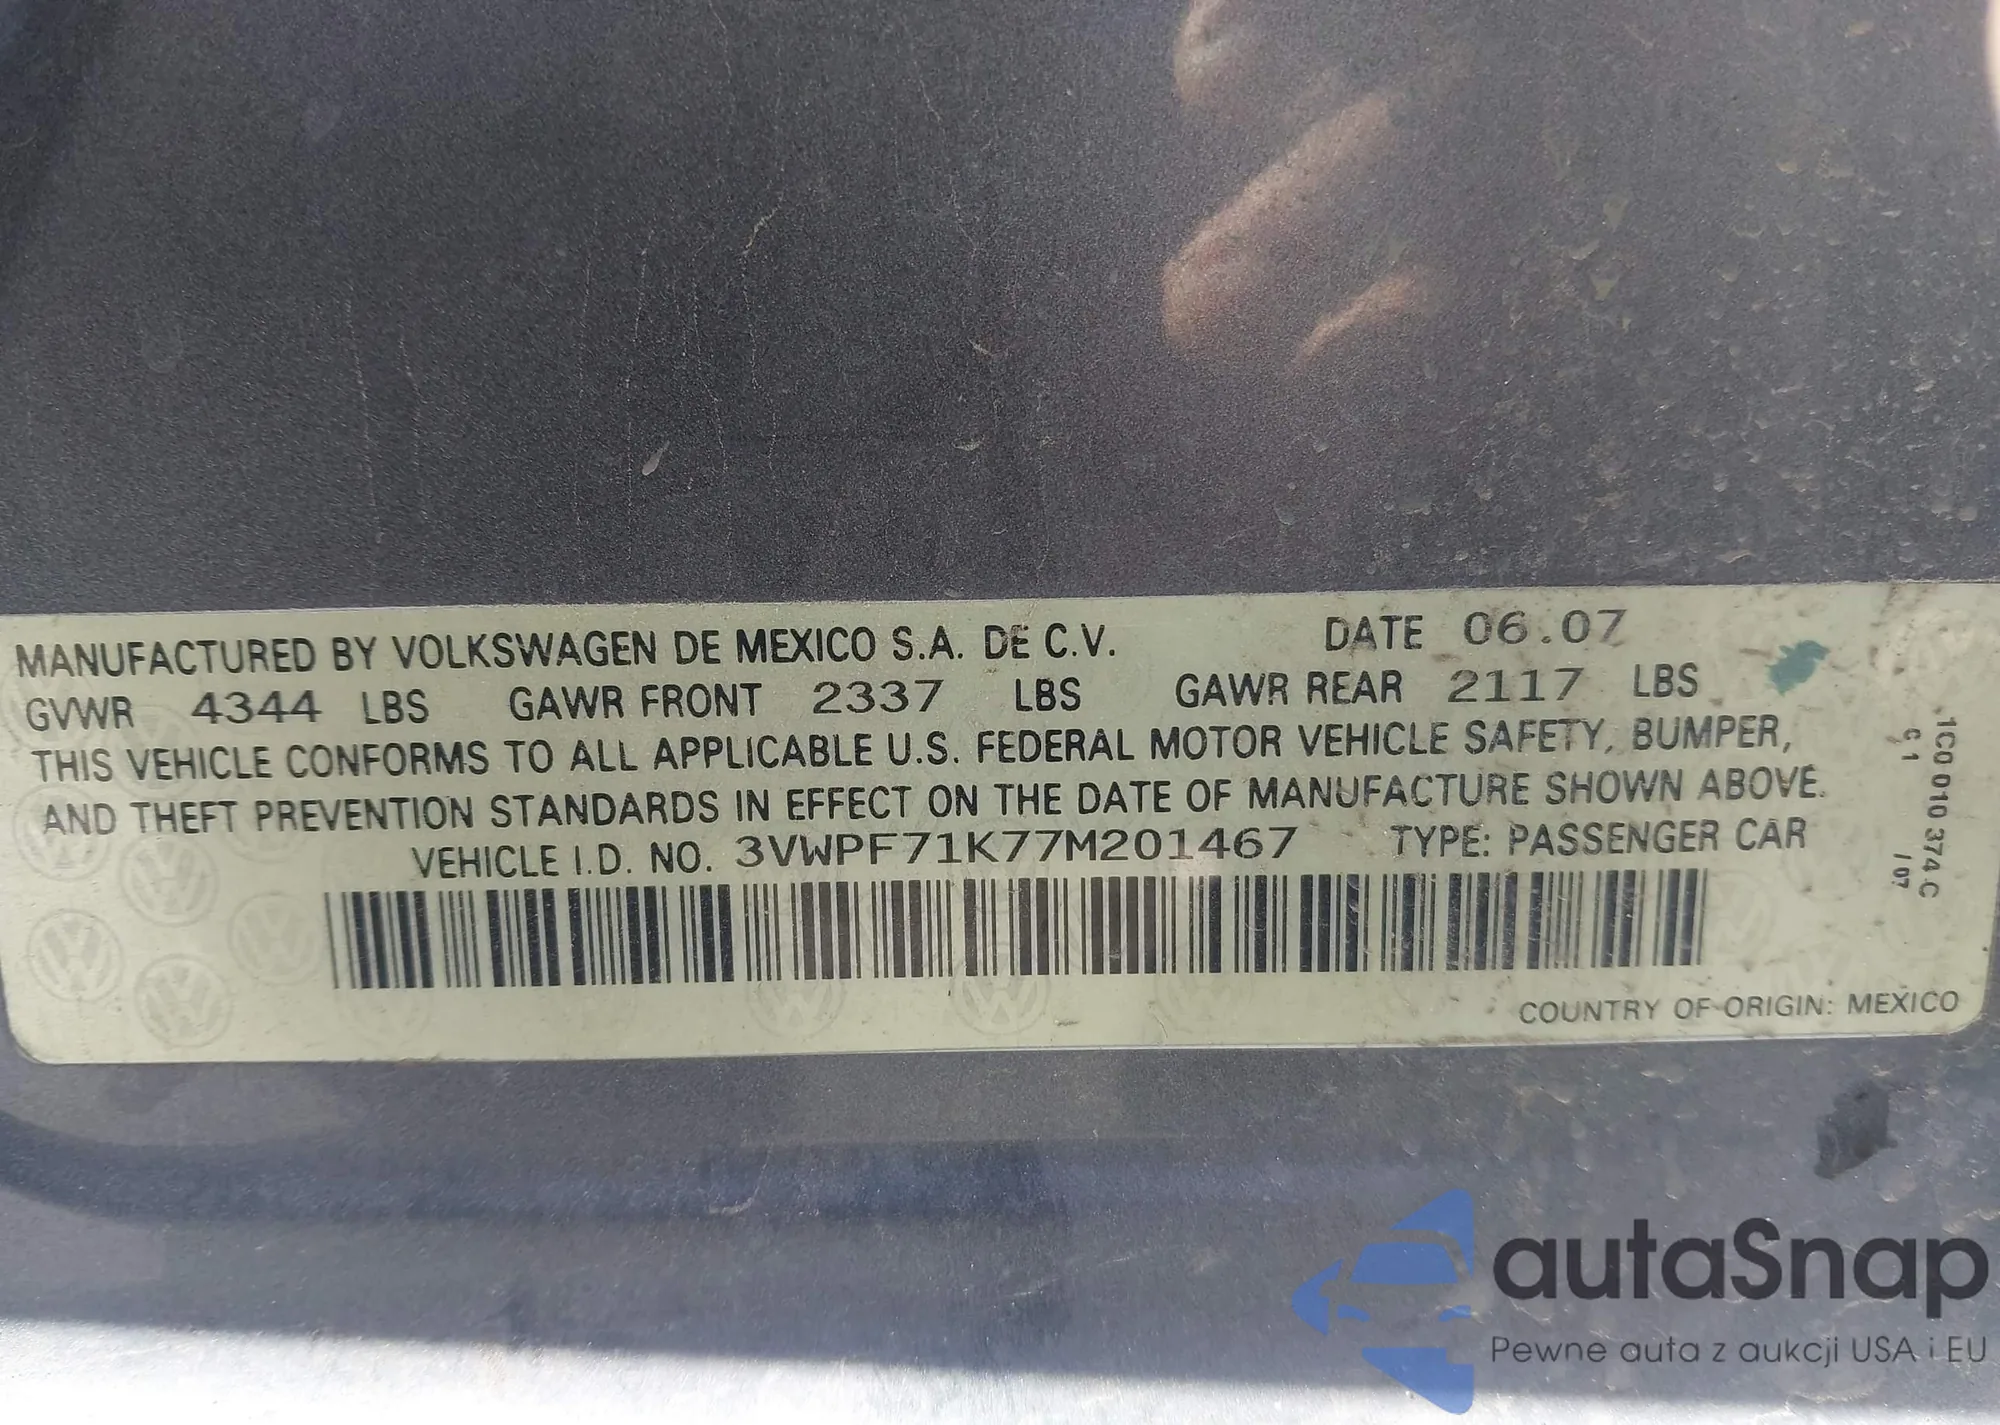 MANUFACTURED BY VOLKSWAGEN DE MEXICO S.A. DE C.V. DATE 06.07
GVWR 4344 LBS GAWR FRONT 2337 LBS GAWR REAR 2117 LBS
THIS VEHICLE CONFORMS TO ALL APPLICABLE U.S. FEDERAL MOTOR VEHICLE SAFETY, BUMPER,
AND THEFT PREVENTION STANDARDS IN EFFECT ON THE DATE OF MANUFACTURE SHOWN ABOVE.
VEHICLE I.D. NO. 3VWPF71K77M201467 TYPE: PASSENGER CAR
COUNTRY OF ORIGIN: MEXICO
1C0 010 374 C
autaSnap
Pewne auta z aukcji USA i EU